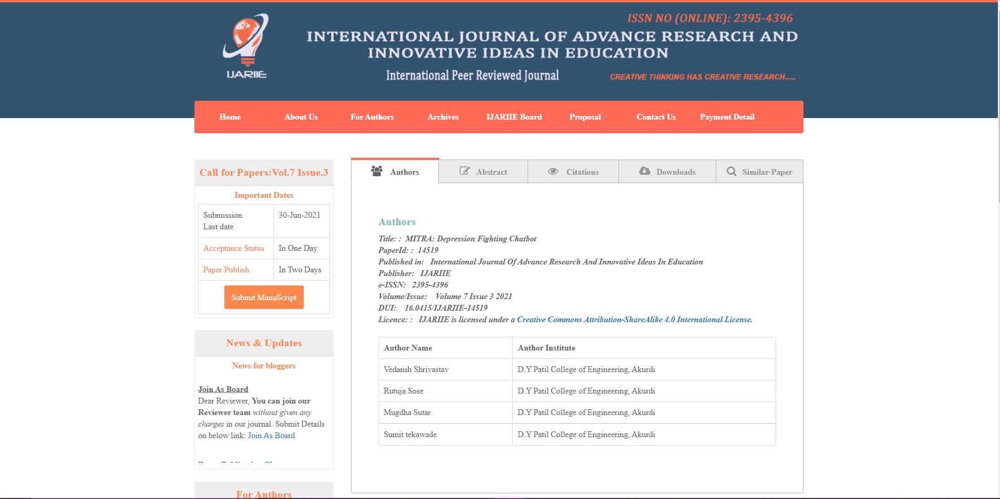 ISSN NO (ONLINE): 2395-4396
INTERNATIONAL JOURNAL OF ADVANCE RESEARCH AND
INNOVATIVE IDEAS IN EDUCATION
IJARIIE
International Peer Reviewed Journal
CREATIVE THINKING HAS CREATIVE RESEARCH.....
Home About Us For Authors Archives IJARIIE Board Proposal Contact Us Payment Detail
Call for Papers:Vol.7 Issue.3
Important Dates
Submission Last date 30-Jun-2021
Acceptance Status In One Day
Paper Publish In Two Days
Submit ManuScript
News & Updates
News for bloggers
Join As Board
Dear Reviewer, You can join our
Reviewer team without given any
charges in our journal. Submit Details
on below link: Join As Board
For Authors
Authors Abstract Citations Downloads Similar-Paper
Authors
Title: : MITRA: Depression Fighting Chatbot
PaperId: : 14519
Published in: International Journal Of Advance Research And Innovative Ideas In Education
Publisher: IJARIIE
e-ISSN: 2395-4396
Volume/Issue: Volume 7 Issue 3 2021
DUI: 16.0415/IJARIIE-14519
Licence: : IJARIIE is licensed under a Creative Commons Attribution-ShareAlike 4.0 International License.
Author Name Author Institute
Vedansh Shrivastav D.Y Patil College of Engineering, Akurdi
Rutuja Sose D.Y Patil College of Engineering, Akurdi
Mugdha Sutar D.Y Patil College of Engineering, Akurdi
Sumit tekawade D.Y Patil College of Engineering, Akurdi